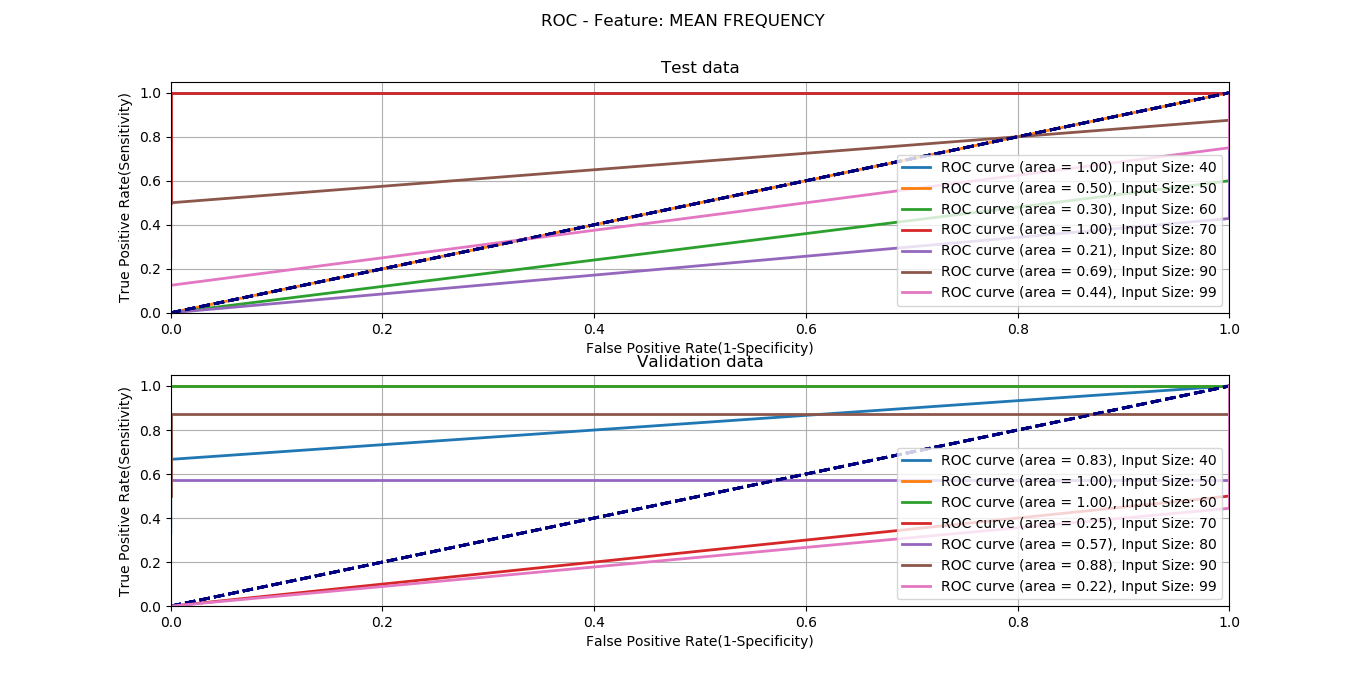 ROC - Feature: MEAN FREQUENCY
Test data
True Positive Rate(Sensitivity)
1.0
0.8
0.6
0.4
0.2
0.0
ROC curve (area = 1.00), Input Size: 40
ROC curve (area = 0.50), Input Size: 50
ROC curve (area = 0.30), Input Size: 60
ROC curve (area = 1.00), Input Size: 70
ROC curve (area = 0.21), Input Size: 80
ROC curve (area = 0.69), Input Size: 90
ROC curve (area = 0.44), Input Size: 99
0.0 0.2 0.4 0.6 0.8 1.0
False Positive Rate(1-Specificity)
Validation data
True Positive Rate(Sensitivity)
1.0
0.8
0.6
0.4
0.2
0.0
ROC curve (area = 0.83), Input Size: 40
ROC curve (area = 1.00), Input Size: 50
ROC curve (area = 1.00), Input Size: 60
ROC curve (area = 0.25), Input Size: 70
ROC curve (area = 0.57), Input Size: 80
ROC curve (area = 0.88), Input Size: 90
ROC curve (area = 0.22), Input Size: 99
0.0 0.2 0.4 0.6 0.8 1.0
False Positive Rate(1-Specificity)